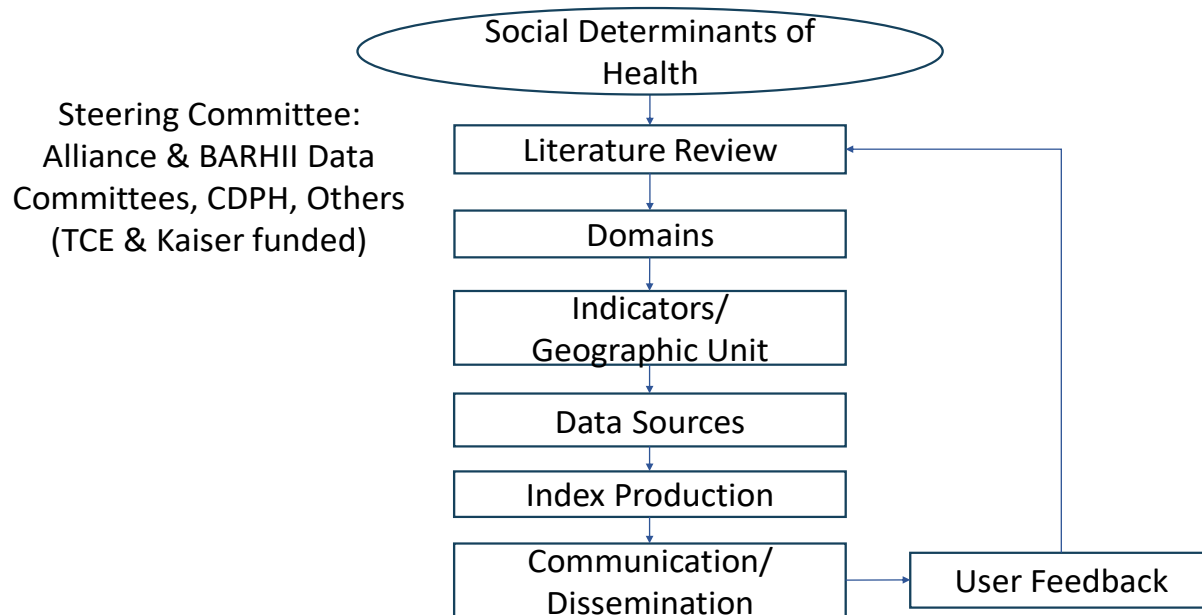 Social Determinants of
Health
Steering Committee:
Alliance & BARHII Data
Committees, CDPH, Others
(TCE & Kaiser funded)
Literature Review
Domains
Indicators/
Geographic Unit
Data Sources
Index Production
Communication/
Dissemination
User Feedback